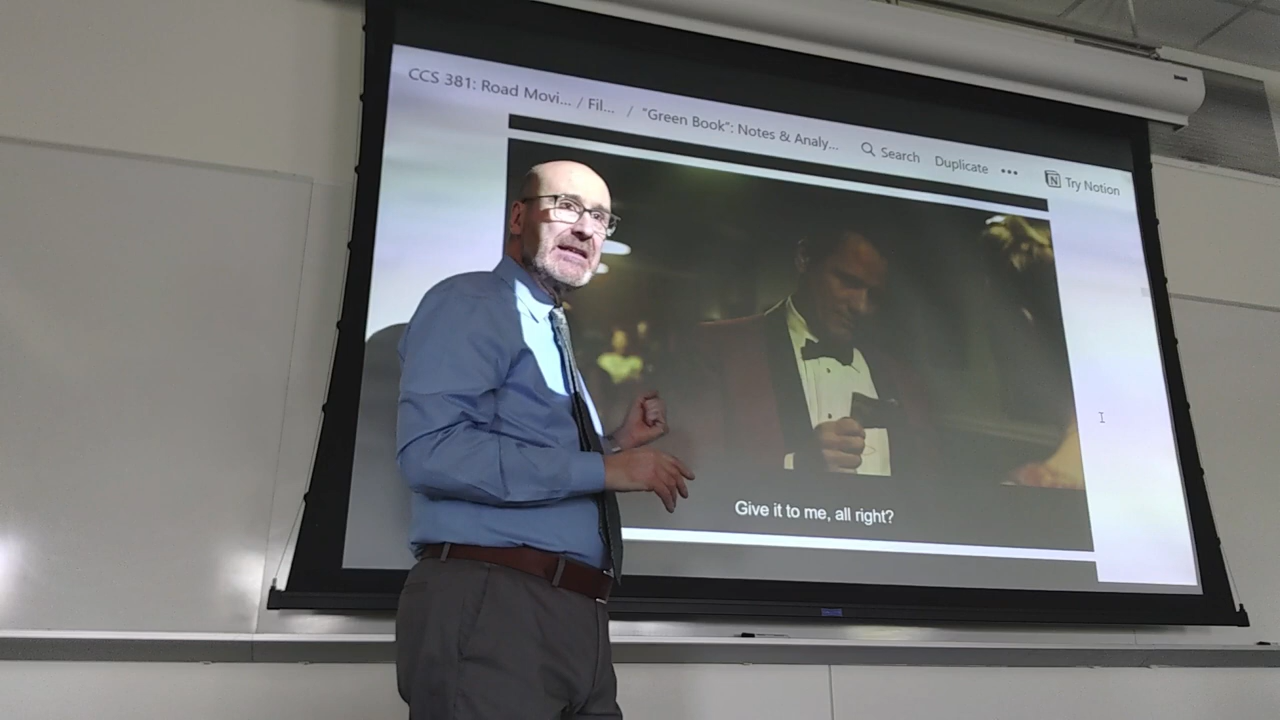 CCS 381: Road Movi... / Fil... / "Green Book": Notes & Analy...
Search
Duplicate
•••
Try Notion
Give it to me, all right?